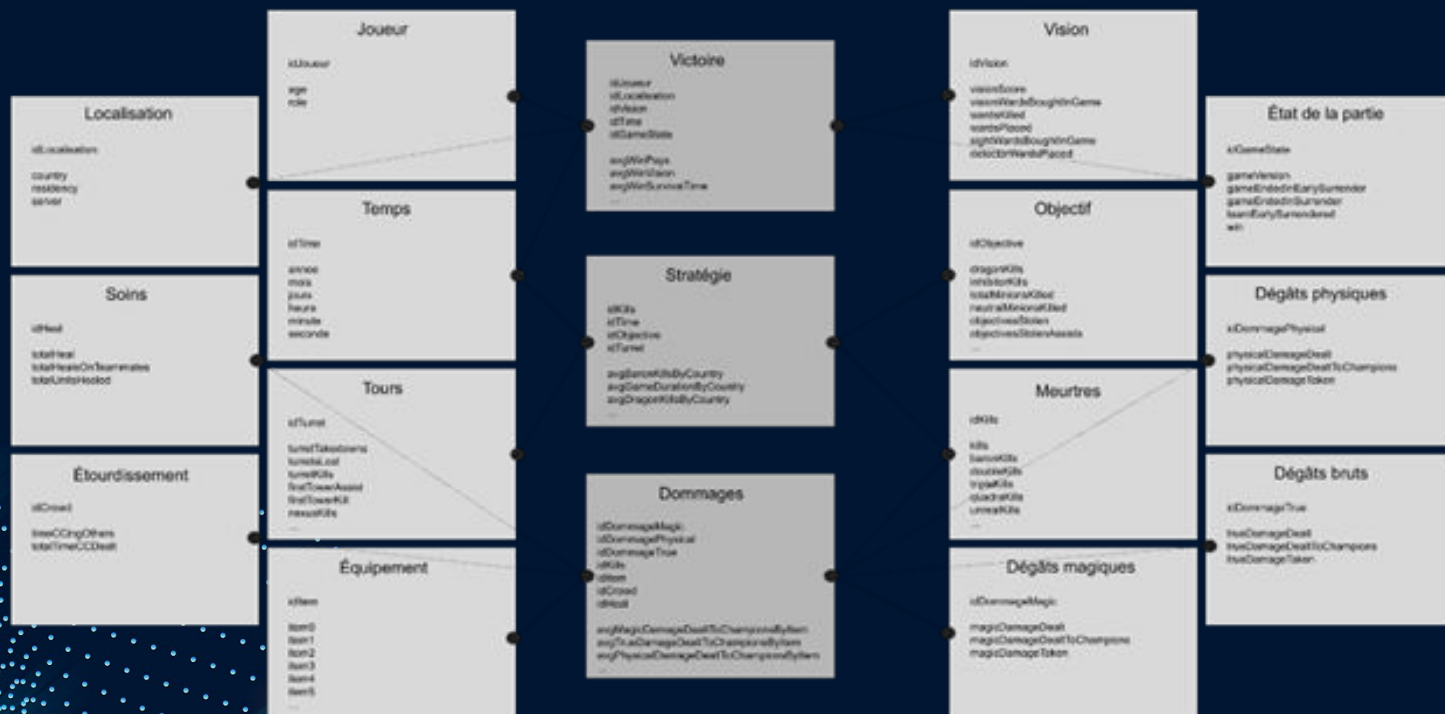 Localisation
idLocalisation
country
residency
server
Soins
idHeal
totalHeal
totalHealsOnTeammates
totalUnitsHealed
Étourdissement
idCrowd
timeCCingOthers
totalTimeCCDealt
Joueur
idJoueur
age
role
Temps
idTime
annee
mois
jours
heure
minute
seconde
Tours
idTurret
turretTakedowns
turretsLost
turretKills
firstTowerAssist
firstTowerKill
nexusKills
...
Équipement
idItem
item0
item1
item2
item3
item4
item5
...
Victoire
idJoueur
idLocalisation
idVision
idTime
idGameState
avgWinPays
avgWinVision
avgWinSurvivalTime
...
Stratégie
idKills
idTime
idObjective
idTurret
avgBaronKillsByCountry
avgGameDurationByCountry
avgDragonKillsByCountry
...
Dommages
idDommageMagic
idDommagePhysical
idDommageTrue
idKills
idItem
idCrowd
idHeal
avgMagicDamageDealtToChampionsByItem
avgTrueDamageDealtToChampionsByItem
avgPhysicalDamageDealtToChampionsByItem
...
Vision
idVision
visionScore
visionWardsBoughtInGame
wardsKilled
wardsPlaced
sightWardsBoughtInGame
detectorWardsPlaced
Objectif
idObjective
dragonKills
inhibitorKills
totalMinionsKilled
neutralMinionsKilled
objectivesStolen
objectivesStolenAssists
...
Meurtres
idKills
kills
baronKills
doubleKills
tripleKills
quadraKills
unrealKills
...
Dégâts magiques
idDommageMagic
magicDamageDealt
magicDamageDealtToChampions
magicDamageTaken
État de la partie
idGameState
gameVersion
gameEndedInEarlySurrender
gameEndedInSurrender
teamEarlySurrendered
win
Dégâts physiques
idDommagePhysical
physicalDamageDealt
physicalDamageDealtToChampions
physicalDamageTaken
Dégâts bruts
idDommageTrue
trueDamageDealt
trueDamageDealtToChampions
trueDamageTaken